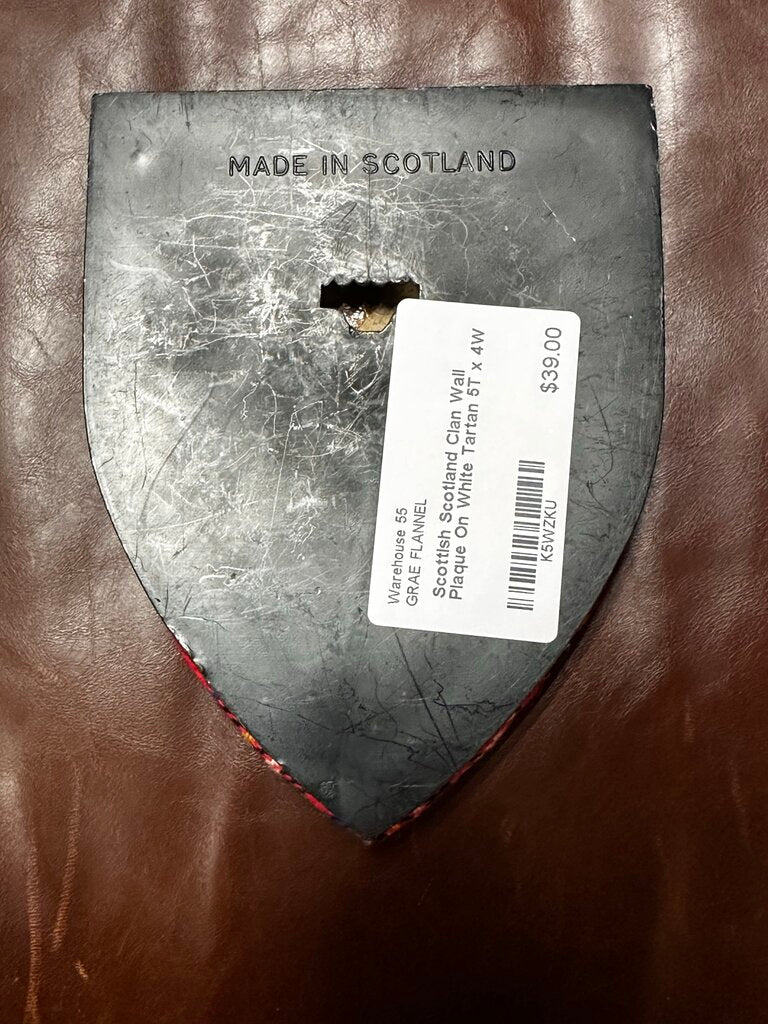 MADE IN SCOTLAND
Warehouse 55
GRAE FLANNEL
Scottish Scotland Clan Wall
Plaque On White Tartan 5T x 4W
$39.00
K5WZKU